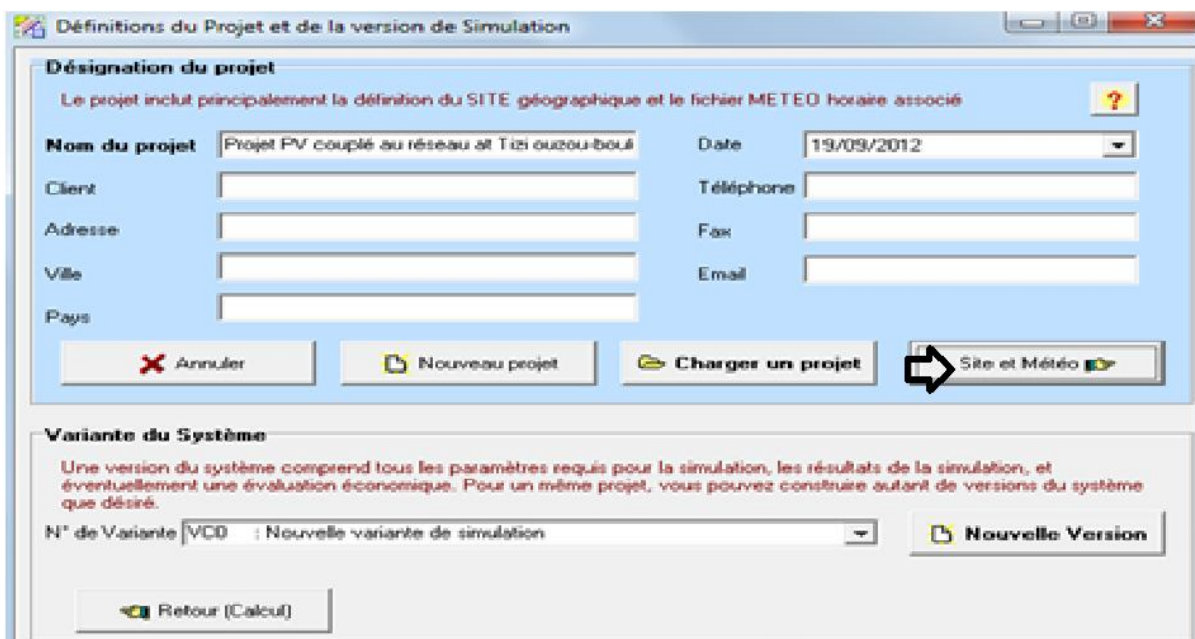 Définitions du Projet et de la version de Simulation
Désignation du projet
Le projet inclut principalement la définition du SITE géographique et le fichier METEO horaire associé
?
Nom du projet Projet PV couplé au réseau at Tizi ouzou-boul Date 19/09/2012
Client Téléphone
Adresse Fax
Ville Email
Pays
Annuler Nouveau projet Charger un projet Site et Météo
Variante du Système
Une version du système comprend tous les paramètres requis pour la simulation, les résultats de la simulation, et
éventuellement une évaluation économique. Pour un même projet, vous pouvez construire autant de versions du système
que désiré.
N° de Variante VC0 : Nouvelle variante de simulation Nouvelle Version
Retour (Calcul)